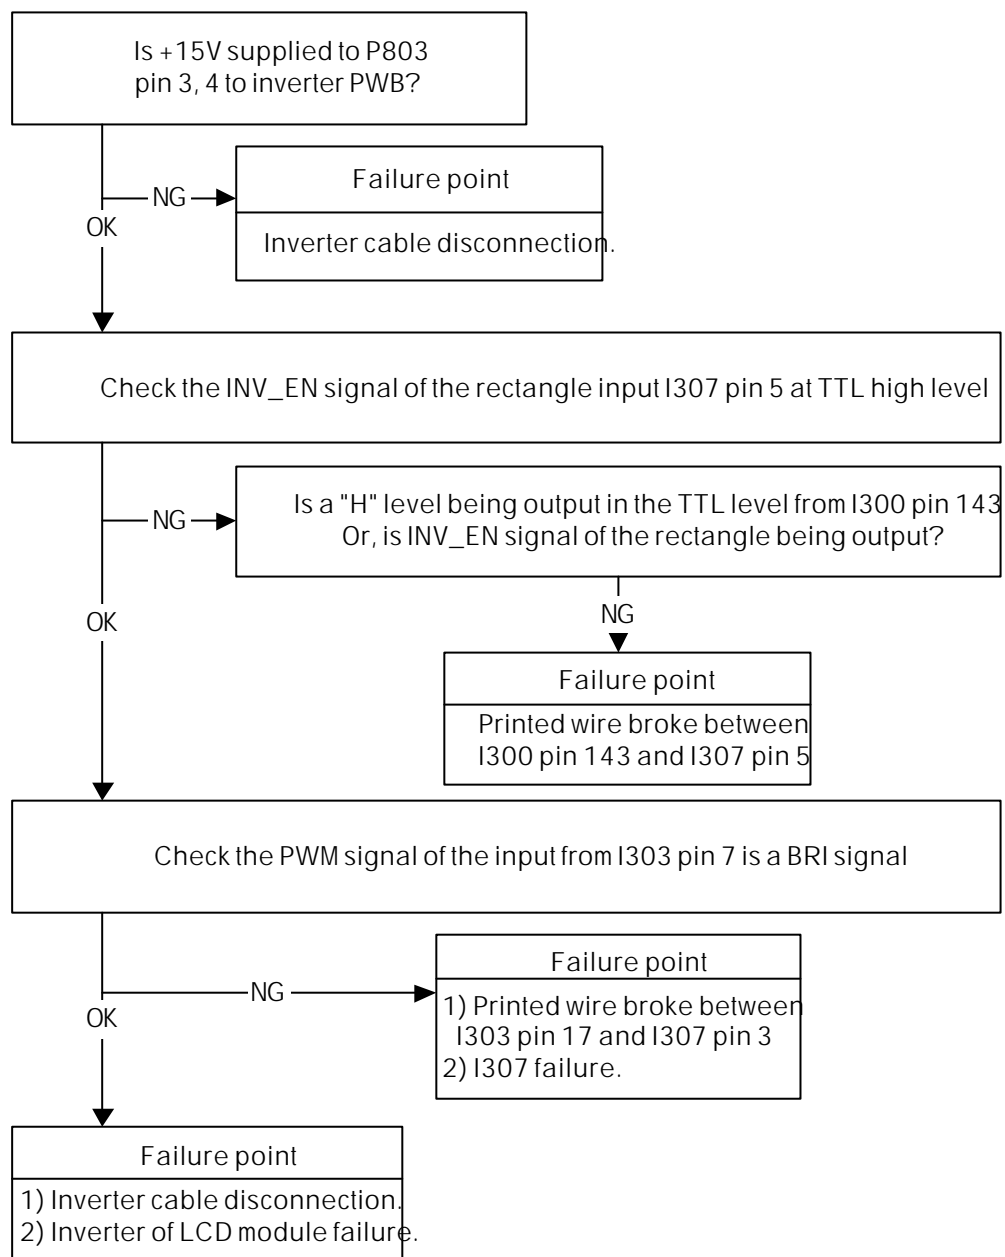 Is +15V supplied to P803
pin 3, 4 to inverter PWB?
NG
Failure point
Inverter cable disconnection.
OK
Check the INV_EN signal of the rectangle input I307 pin 5 at TTL high level
NG
Is a "H" level being output in the TTL level from I300 pin 143
Or, is INV_EN signal of the rectangle being output?
OK
NG
Failure point
Printed wire broke between
I300 pin 143 and I307 pin 5
Check the PWM signal of the input from I303 pin 7 is a BRI signal
NG
Failure point
1) Printed wire broke between
I303 pin 17 and I307 pin 3
2) I307 failure.
OK
Failure point
1) Inverter cable disconnection.
2) Inverter of LCD module failure.